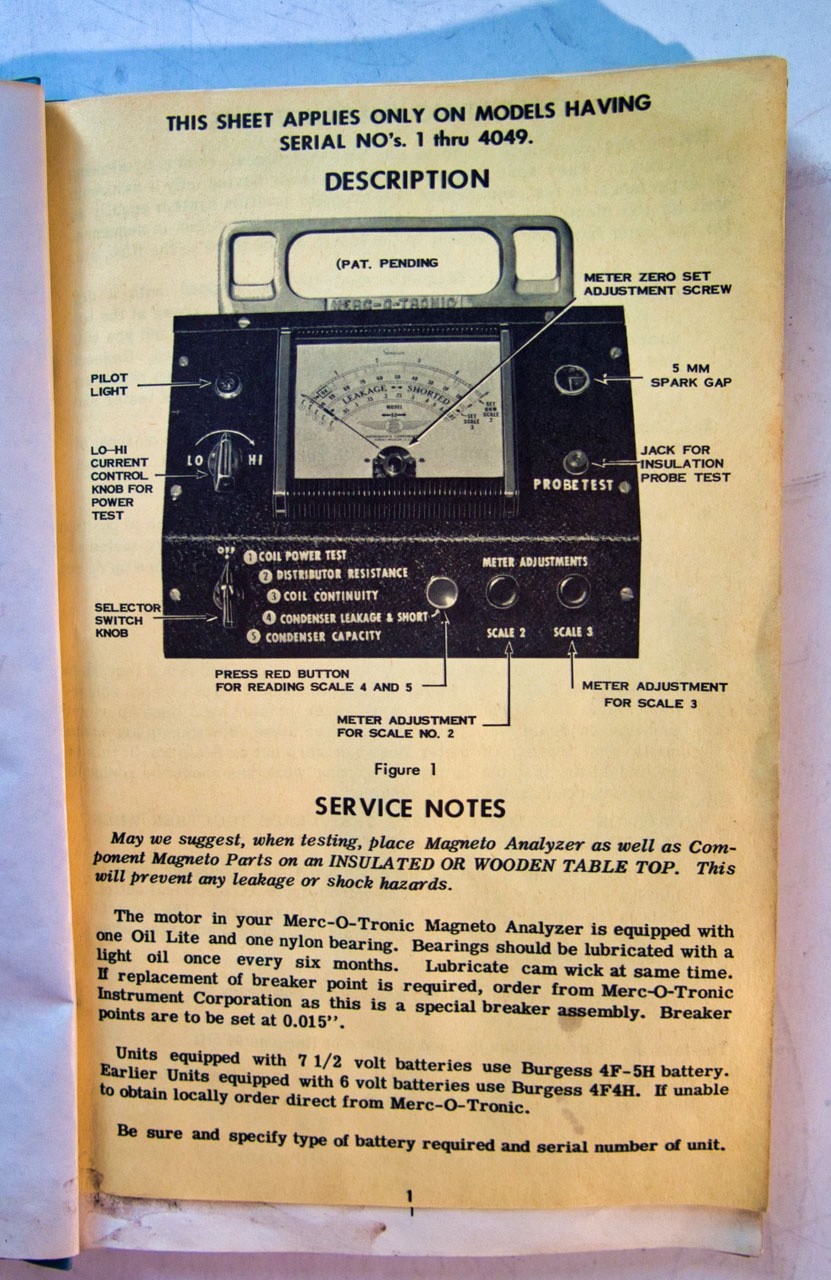 THIS SHEET APPLIES ONLY ON MODELS HAVING
SERIAL NO's. 1 thru 4049.
DESCRIPTION
(PAT. PENDING
MERC-O-TRONIC
METER ZERO SET
ADJUSTMENT SCREW
PILOT
LIGHT
5 MM
SPARK GAP
LEAKAGE SHORTED
MODEL
SET
SCALE
3
SET
SCALE
2
LO-HI
CURRENT
CONTROL
KNOB FOR
POWER
TEST
LO HI
JACK FOR
INSULATION
PROBE TEST
PROBE TEST
OFF
1 COIL POWER TEST
2 DISTRIBUTOR RESISTANCE
3 COIL CONTINUITY
4 CONDENSER LEAKAGE & SHORT
5 CONDENSER CAPACITY
METER ADJUSTMENTS
SCALE 2 SCALE 3
SELECTOR
SWITCH
KNOB
PRESS RED BUTTON
FOR READING SCALE 4 AND 5
METER ADJUSTMENT
FOR SCALE 3
METER ADJUSTMENT
FOR SCALE NO. 2
Figure 1
SERVICE NOTES
May we suggest, when testing, place Magneto Analyzer as well as Com-
ponent Magneto Parts on an INSULATED OR WOODEN TABLE TOP. This
will prevent any leakage or shock hazards.
The motor in your Merc-O-Tronic Magneto Analyzer is equipped with
one Oil Lite and one nylon bearing. Bearings should be lubricated with a
light oil once every six months. Lubricate cam wick at same time.
If replacement of breaker point is required, order from Merc-O-Tronic
Instrument Corporation as this is a special breaker assembly. Breaker
points are to be set at 0.015”.
Units equipped with 7 1/2 volt batteries use Burgess 4F-5H battery.
Earlier Units equipped with 6 volt batteries use Burgess 4F4H. If unable
to obtain locally order direct from Merc-O-Tronic.
Be sure and specify type of battery required and serial number of unit.
1